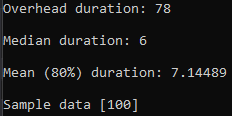 Overhead duration: 78
Median duration: 6
Mean (80%) duration: 7.14489
Sample data [100]